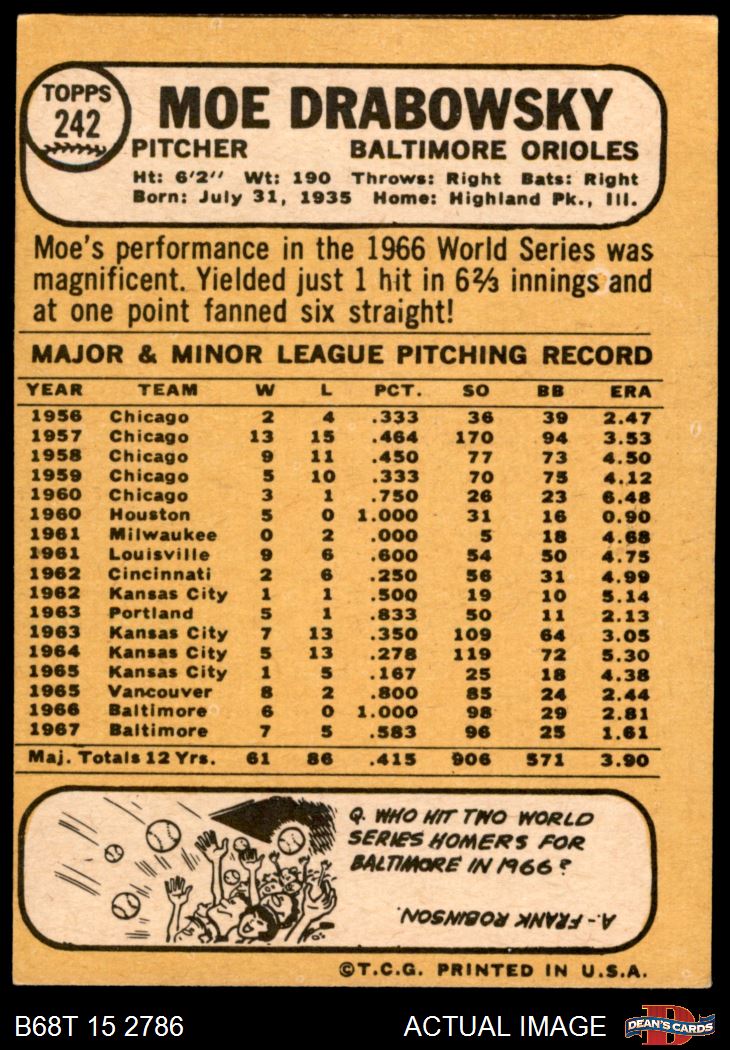 TOPPS
242
MOE DRABOWSKY
PITCHER BALTIMORE ORIOLES
Ht: 6'2" Wt: 190 Throws: Right Bats: Right
Born: July 31, 1935 Home: Highland Pk., Ill.
Moe's performance in the 1966 World Series was
magnificent. Yielded just 1 hit in 6⅔ innings and
at one point fanned six straight!
MAJOR & MINOR LEAGUE PITCHING RECORD
YEAR TEAM W L PCT. SO BB ERA
1956 Chicago 2 4 .333 36 39 2.47
1957 Chicago 13 15 .464 170 94 3.53
1958 Chicago 9 11 .450 77 73 4.50
1959 Chicago 5 10 .333 70 75 4.12
1960 Chicago 3 1 .750 26 23 6.48
1960 Houston 5 0 1.000 31 16 0.90
1961 Milwaukee 0 2 .000 5 18 4.68
1961 Louisville 9 6 .600 54 50 4.75
1962 Cincinnati 2 6 .250 56 31 4.99
1962 Kansas City 1 1 .500 19 10 5.14
1963 Portland 5 1 .833 50 11 2.13
1963 Kansas City 7 13 .350 109 64 3.05
1964 Kansas City 5 13 .278 119 72 5.30
1965 Kansas City 1 5 .167 25 18 4.38
1965 Vancouver 8 2 .800 85 24 2.44
1966 Baltimore 6 0 1.000 98 29 2.81
1967 Baltimore 7 5 .583 96 25 1.61
Maj. Totals 12 Yrs. 61 86 .415 906 571 3.90
Q. WHO HIT TWO WORLD
SERIES HOMERS FOR
BALTIMORE IN 1966?
A.-FRANK ROBINSON.
©T.C.G. PRINTED IN U.S.A.
B68T 15 2786 ACTUAL IMAGE
D
DEAN'S CARDS